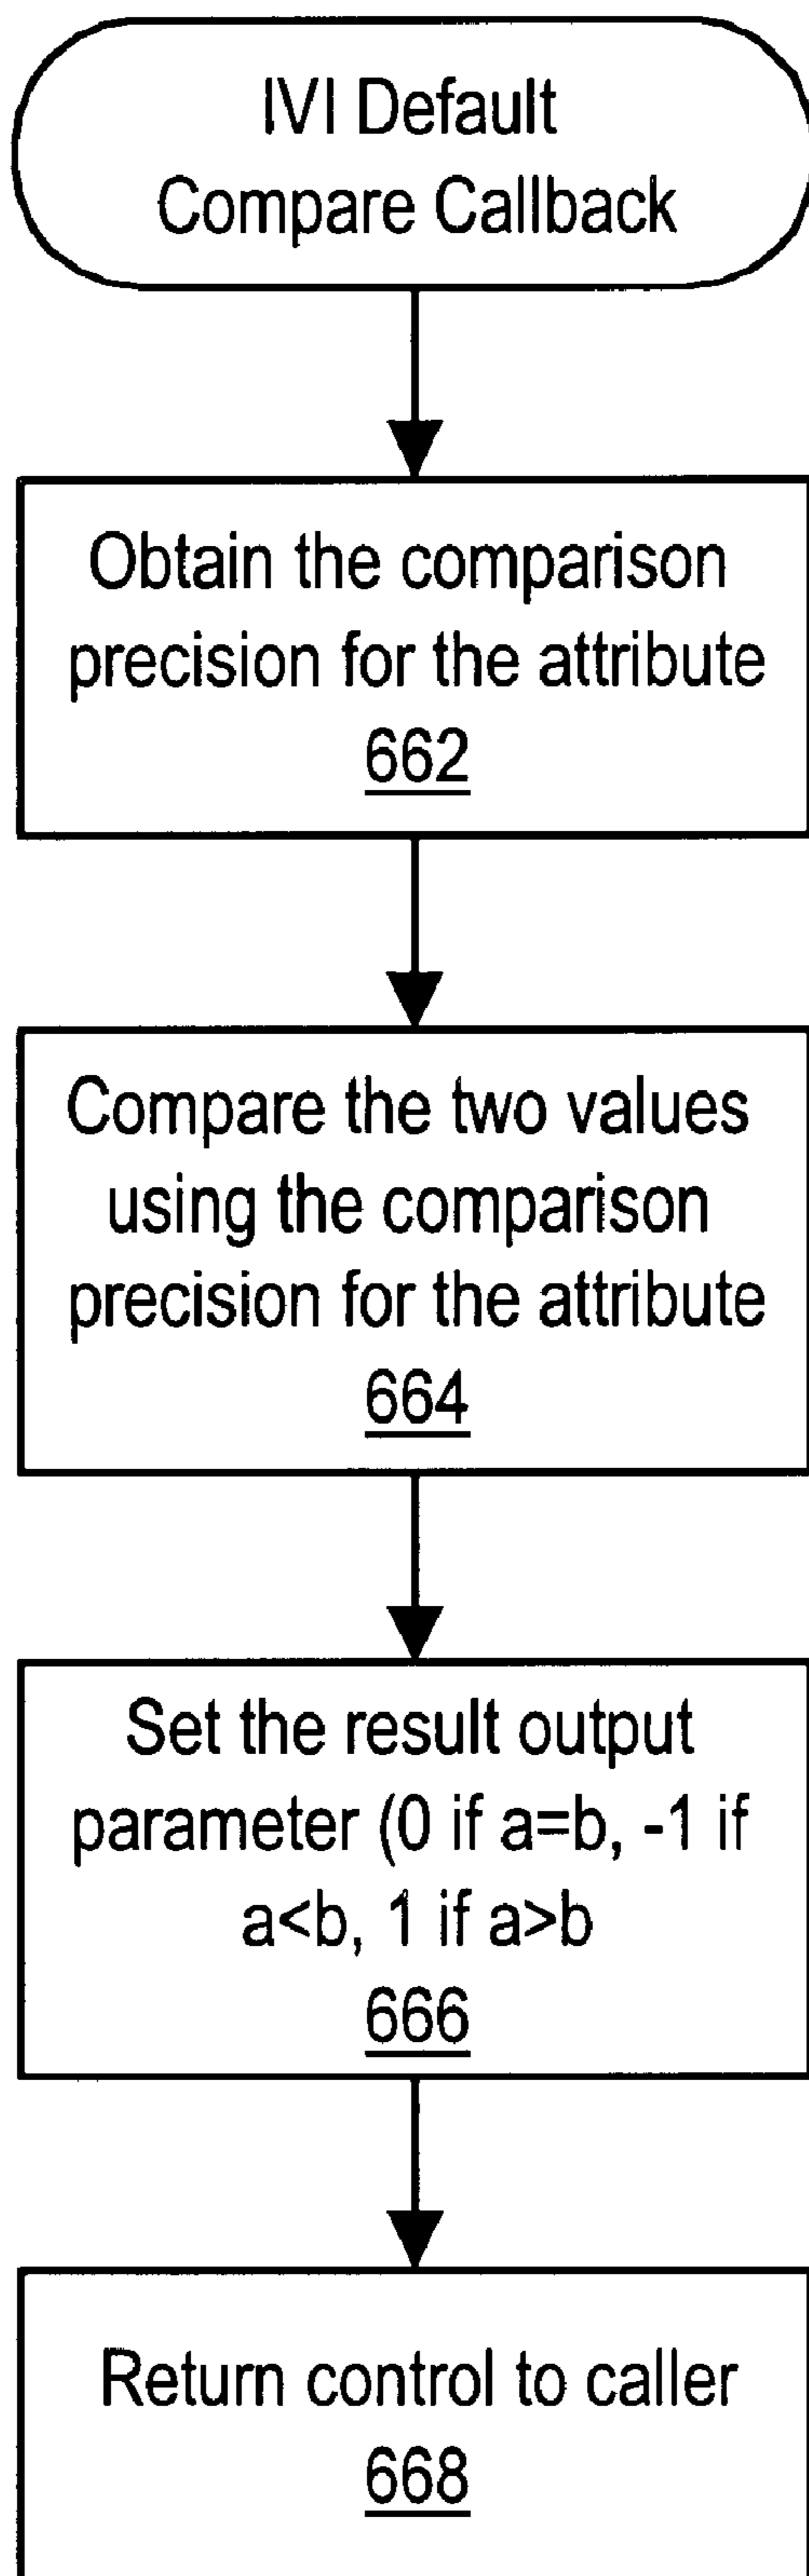 IVI Default
Compare Callback
Obtain the comparison
precision for the attribute
662
Compare the two values
using the comparison
precision for the attribute
664
Set the result output
parameter (0 if a=b, -1 if
a<b, 1 if a>b
666
Return control to caller
668